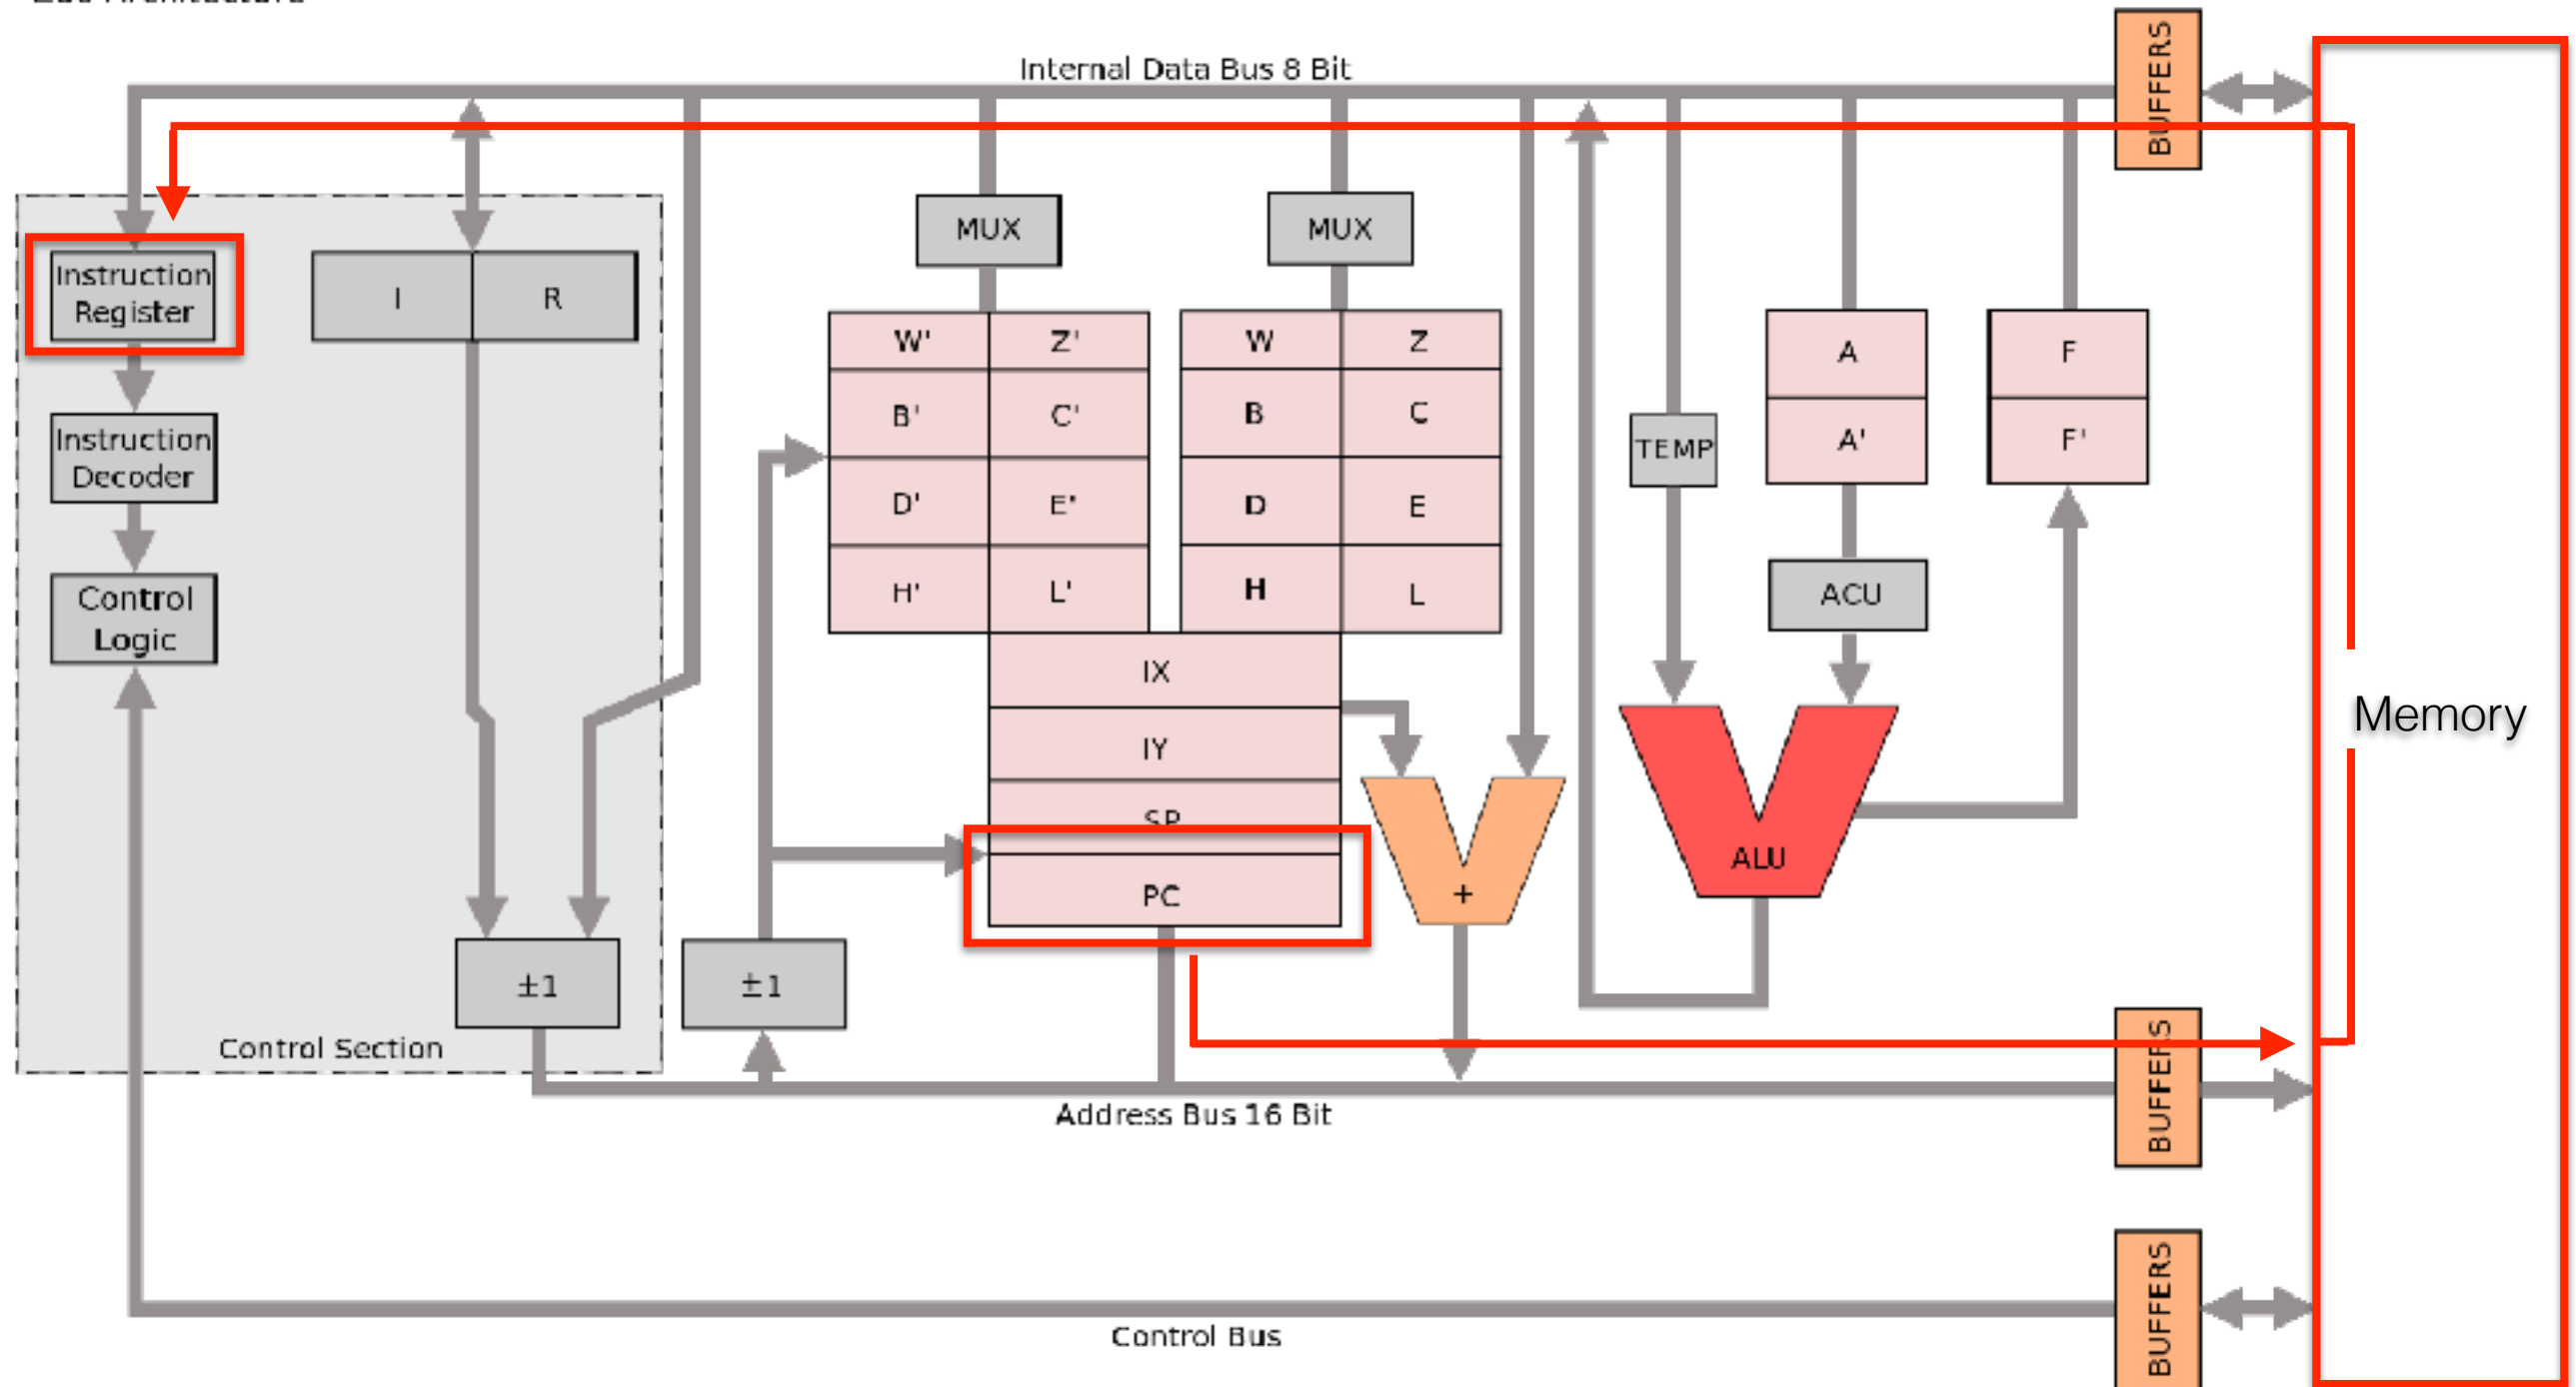 Internal Data Bus 8 Bit
BUFFERS
MUX
MUX
Instruction
Register
I
R
W'
Z'
W
Z
A
F
B'
C'
B
C
A'
F'
Instruction
Decoder
TEMP
D'
E'
D
E
Control
Logic
H'
L'
H
L
ACU
IX
Memory
IY
SP
ALU
PC
+
±1
±1
Control Section
BUFFERS
Address Bus 16 Bit
BUFFERS
Control Bus